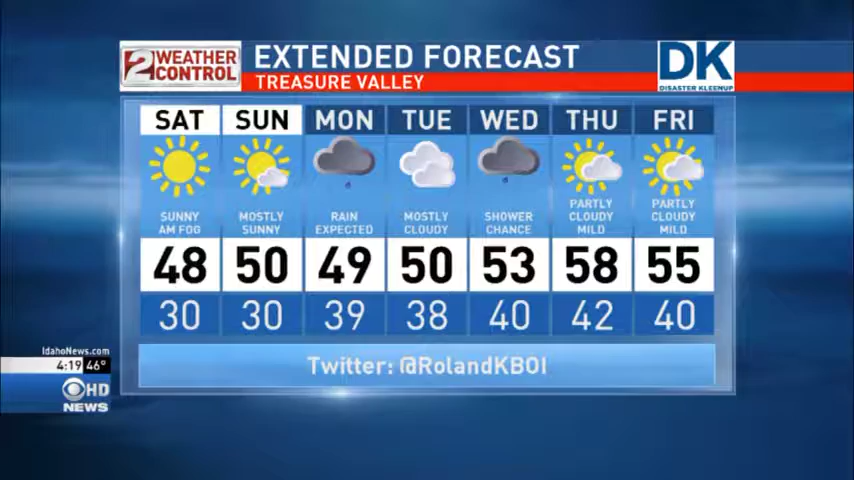 2 WEATHER CONTROL
EXTENDED FORECAST
TREASURE VALLEY
DK
DISASTER KLEENUP
SAT SUN MON TUE WED THU FRI
SUNNY AM FOG
MOSTLY SUNNY
RAIN EXPECTED
MOSTLY CLOUDY
SHOWER CHANCE
PARTLY CLOUDY MILD
PARTLY CLOUDY MILD
48 50 49 50 53 58 55
30 30 39 38 40 42 40
Twitter: @RolandKBOI
IdahoNews.com
4:19 46°
HD
NEWS